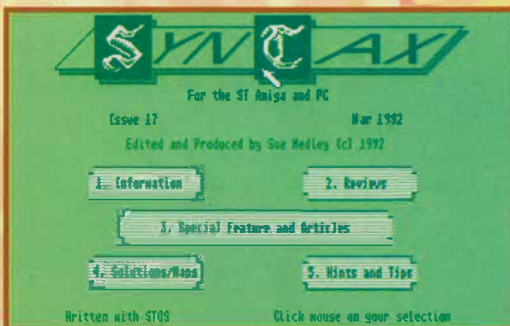 SYNTAX
For the ST Amiga and PC
Issue 17 Mar 1992
Edited and Produced by Sue Medley (c) 1992
1. Information 2. Reviews
3. Special Feature and Articles
4. Solutions/Maps 5. Hints and Tips
Written with STOS Click mouse on your selection